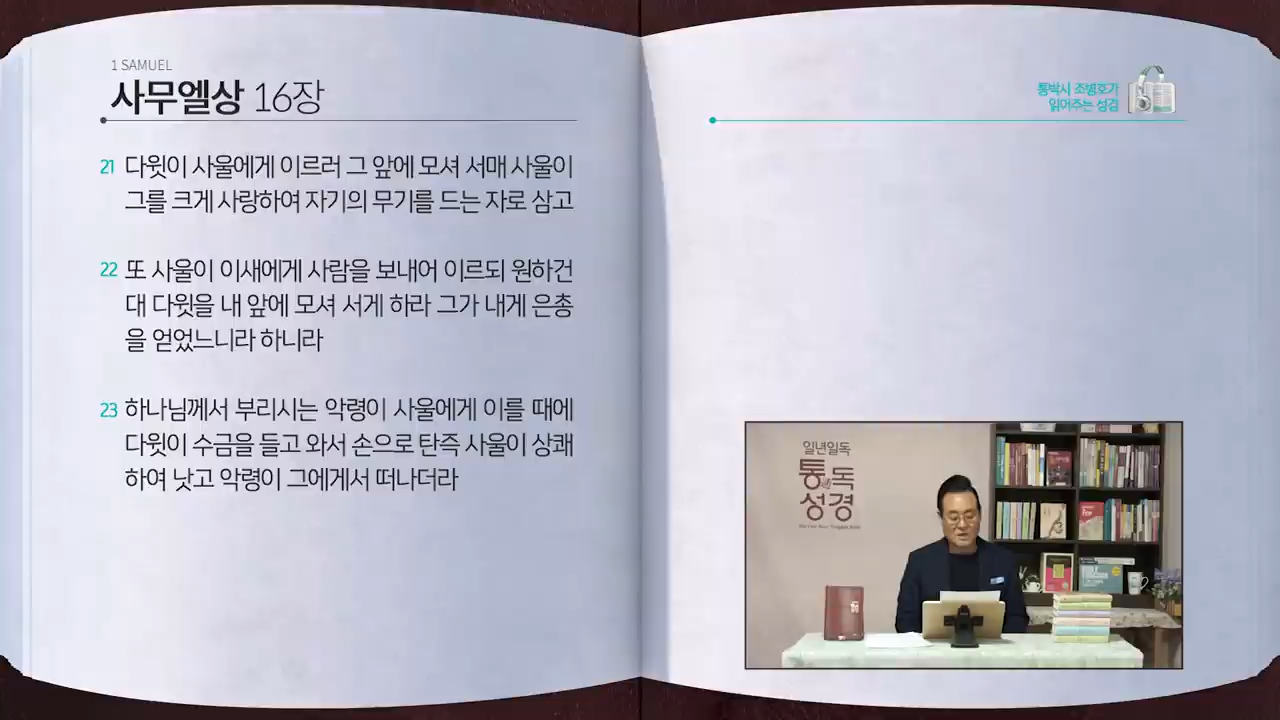 1 SAMUEL
사무엘상 16장
21 다윗이 사울에게 이르러 그 앞에 모셔 서매 사울이
그를 크게 사랑하여 자기의 무기를 드는 자로 삼고
22 또 사울이 이새에게 사람을 보내어 이르되 원하건
대 다윗을 내 앞에 모셔 서게 하라 그가 내게 은총
을 얻었느니라 하니라
23 하나님께서 부리시는 악령이 사울에게 이를 때에
다윗이 수금을 들고 와서 손으로 탄즉 사울이 상쾌
하여 낫고 악령이 그에게서 떠나더라
통박사 조병호가
읽어주는 성경
일년일독
통독
성경